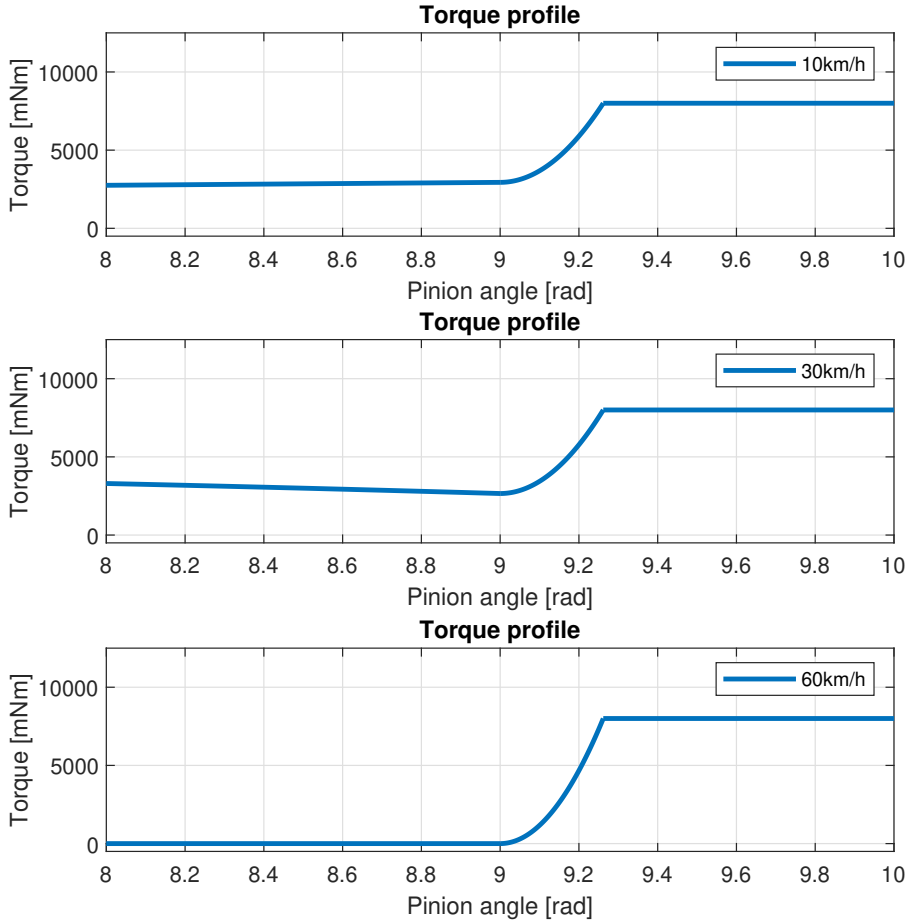 Torque profile
10km/h
10000
5000
0
Torque [mNm]
8 8.2 8.4 8.6 8.8 9 9.2 9.4 9.6 9.8 10
Pinion angle [rad]
Torque profile
30km/h
10000
5000
0
Torque [mNm]
8 8.2 8.4 8.6 8.8 9 9.2 9.4 9.6 9.8 10
Pinion angle [rad]
Torque profile
60km/h
10000
5000
0
Torque [mNm]
8 8.2 8.4 8.6 8.8 9 9.2 9.4 9.6 9.8 10
Pinion angle [rad]